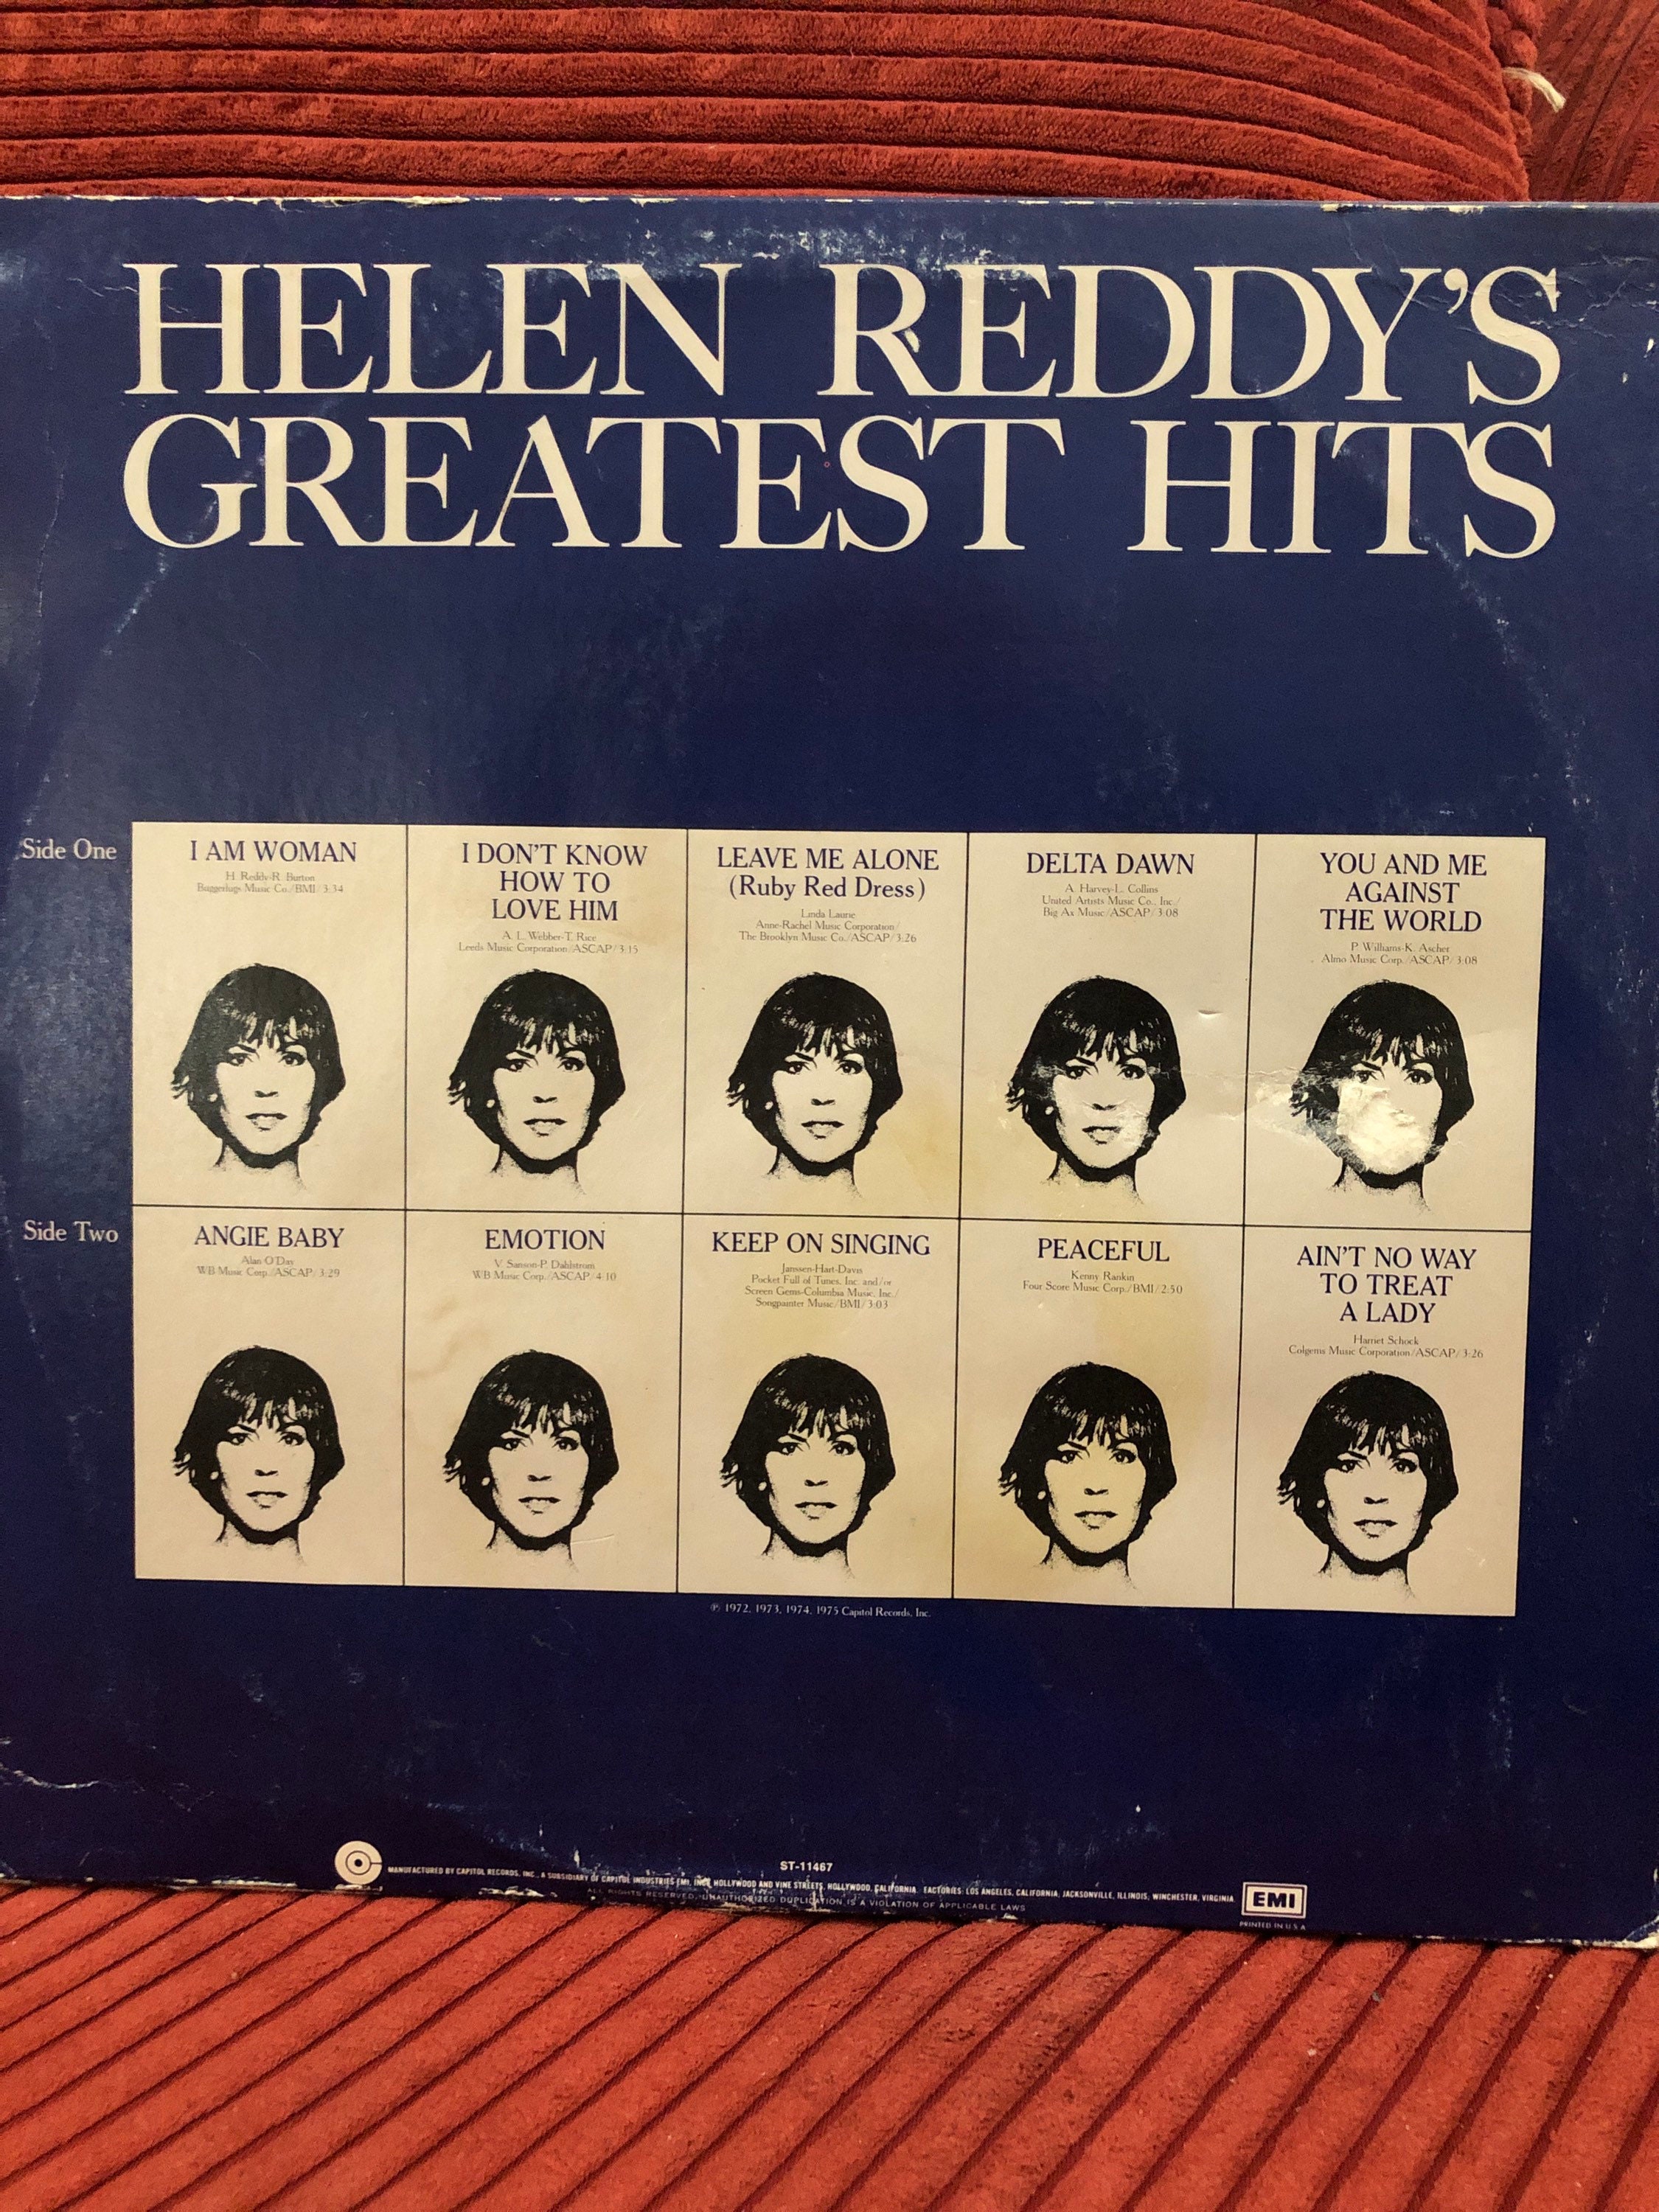 HELEN REDDY'S
GREATEST HITS
Side One
I AM WOMAN
H. Reddy-R. Burton
Buggerlugs Music Co./BMI/3:34
I DON'T KNOW
HOW TO
LOVE HIM
A. L. Webber-T. Rice
Leeds Music Corporation/ASCAP/3:15
LEAVE ME ALONE
(Ruby Red Dress)
Linda Laurie
Anne-Rachel Music Corporation/
The Brooklyn Music Co./ASCAP/3:26
DELTA DAWN
A. Harvey-L. Collins
United Artists Music Co., Inc./
Big Ax Music/ASCAP/3:08
YOU AND ME
AGAINST
THE WORLD
P. Williams-K. Ascher
Almo Music Corp./ASCAP/3:08
Side Two
ANGIE BABY
Alan O'Day
WB Music Corp./ASCAP/3:29
EMOTION
V. Sanson-P. Dahlstrom
WB Music Corp./ASCAP/4:10
KEEP ON SINGING
Janssen-Hart-Davis
Pocket Full of Tunes, Inc. and/or
Screen Gems-Columbia Music, Inc./
Songpainter Music/BMI/3:03
PEACEFUL
Kenny Rankin
Four Score Music Corp./BMI/2:50
AIN'T NO WAY
TO TREAT
A LADY
Harriet Schock
Colgems Music Corporation/ASCAP/3:26
℗ 1972, 1973, 1974, 1975 Capitol Records, Inc.
ST-11467
MANUFACTURED BY CAPITOL RECORDS, INC., A SUBSIDIARY OF CAPITOL INDUSTRIES-EMI, INC., HOLLYWOOD AND VINE STREETS, HOLLYWOOD, CALIFORNIA. FACTORIES: LOS ANGELES, CALIFORNIA, JACKSONVILLE, ILLINOIS, WINCHESTER, VIRGINIA
ALL RIGHTS RESERVED. UNAUTHORIZED DUPLICATION IS A VIOLATION OF APPLICABLE LAWS
EMI
PRINTED IN U.S.A.